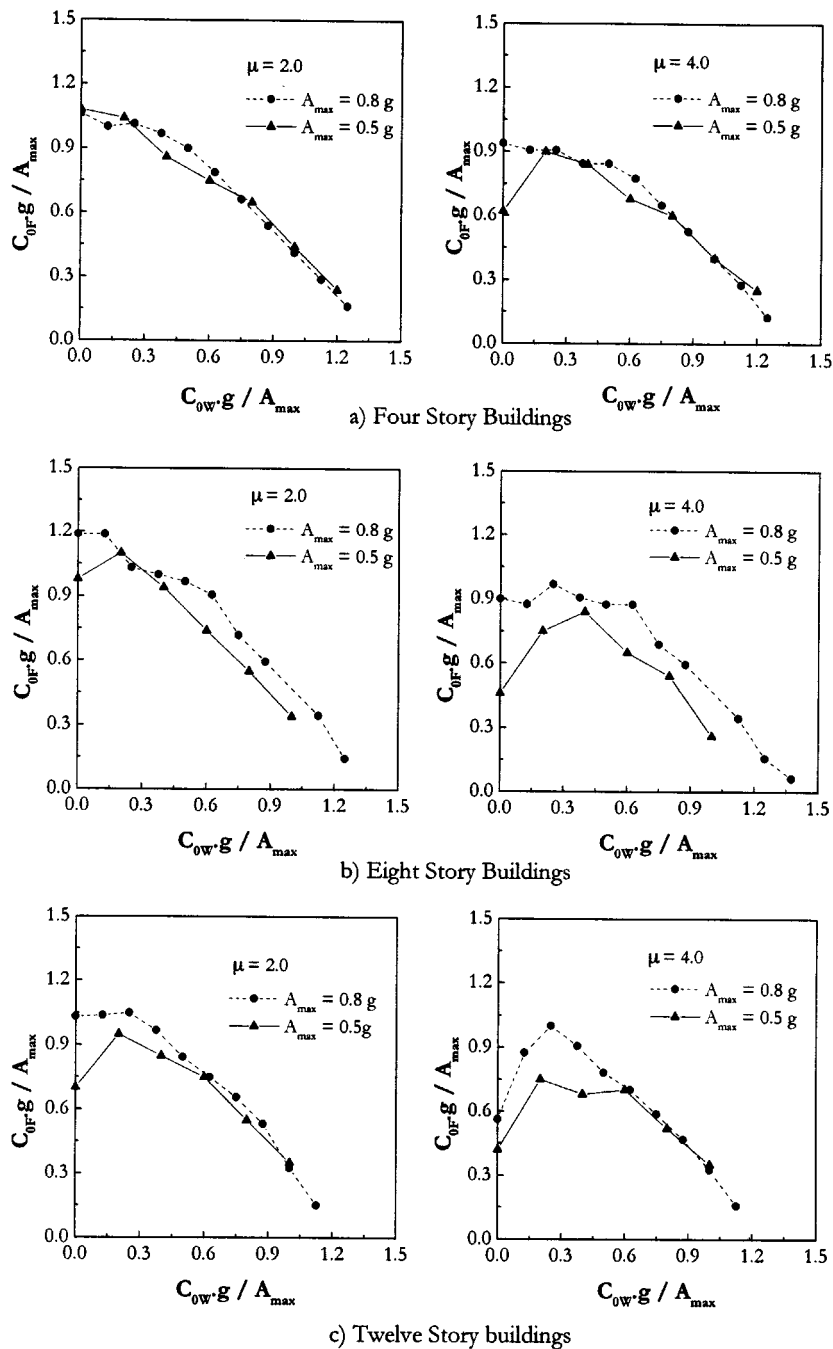 1.5
1.2
0.9
0.6
0.3
0.0
C0F·g / Amax
μ = 2.0
Amax = 0.8 g
Amax = 0.5 g
0.0 0.3 0.6 0.9 1.2 1.5
C0W·g / Amax
1.5
1.2
0.9
0.6
0.3
0.0
C0F·g / Amax
μ = 4.0
Amax = 0.8 g
Amax = 0.5 g
0.0 0.3 0.6 0.9 1.2 1.5
C0W·g / Amax
a) Four Story Buildings
1.5
1.2
0.9
0.6
0.3
0.0
C0F·g / Amax
μ = 2.0
Amax = 0.8 g
Amax = 0.5 g
0.0 0.3 0.6 0.9 1.2 1.5
C0W·g / Amax
1.5
1.2
0.9
0.6
0.3
0.0
C0F·g / Amax
μ = 4.0
Amax = 0.8 g
Amax = 0.5 g
0.0 0.3 0.6 0.9 1.2 1.5
C0W·g / Amax
b) Eight Story Buildings
1.5
1.2
0.9
0.6
0.3
0.0
C0F·g / Amax
μ = 2.0
Amax = 0.8 g
Amax = 0.5g
0.0 0.3 0.6 0.9 1.2 1.5
C0W·g / Amax
1.5
1.2
0.9
0.6
0.3
0.0
C0F·g / Amax
μ = 4.0
Amax = 0.8 g
Amax = 0.5 g
0.0 0.3 0.6 0.9 1.2 1.5
C0W·g / Amax
c) Twelve Story buildings